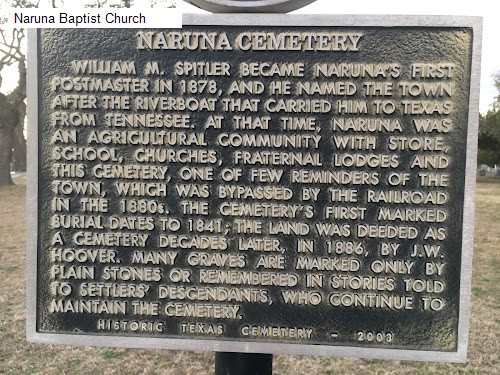 Naruna Baptist Church
NARUNA CEMETERY
WILLIAM M. SPITLER BECAME NARUNA'S FIRST
POSTMASTER IN 1878, AND HE NAMED THE TOWN
AFTER THE RIVERBOAT THAT CARRIED HIM TO TEXAS
FROM TENNESSEE. AT THAT TIME, NARUNA WAS
AN AGRICULTURAL COMMUNITY WITH STORE,
SCHOOL, CHURCHES, FRATERNAL LODGES AND
THIS CEMETERY, ONE OF FEW REMINDERS OF THE
TOWN, WHICH WAS BYPASSED BY THE RAILROAD
IN THE 1880s. THE CEMETERY'S FIRST MARKED
BURIAL DATES TO 1841; THE LAND WAS DEEDED AS
A CEMETERY DECADES LATER, IN 1886, BY J.W.
HOOVER. MANY GRAVES ARE MARKED ONLY BY
PLAIN STONES OR REMEMBERED IN STORIES TOLD
TO SETTLERS' DESCENDANTS, WHO CONTINUE TO
MAINTAIN THE CEMETERY.
HISTORIC TEXAS CEMETERY – 2003